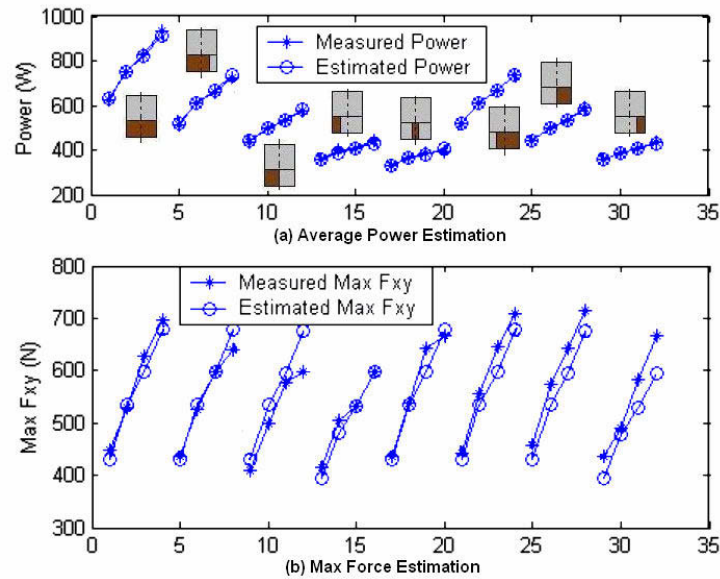 1000
800
600
400
200
Power (W)
Measured Power
Estimated Power
0 5 10 15 20 25 30 35
(a) Average Power Estimation
800
700
600
500
400
300
Max Fxy (N)
Measured Max Fxy
Estimated Max Fxy
0 5 10 15 20 25 30 35
(b) Max Force Estimation